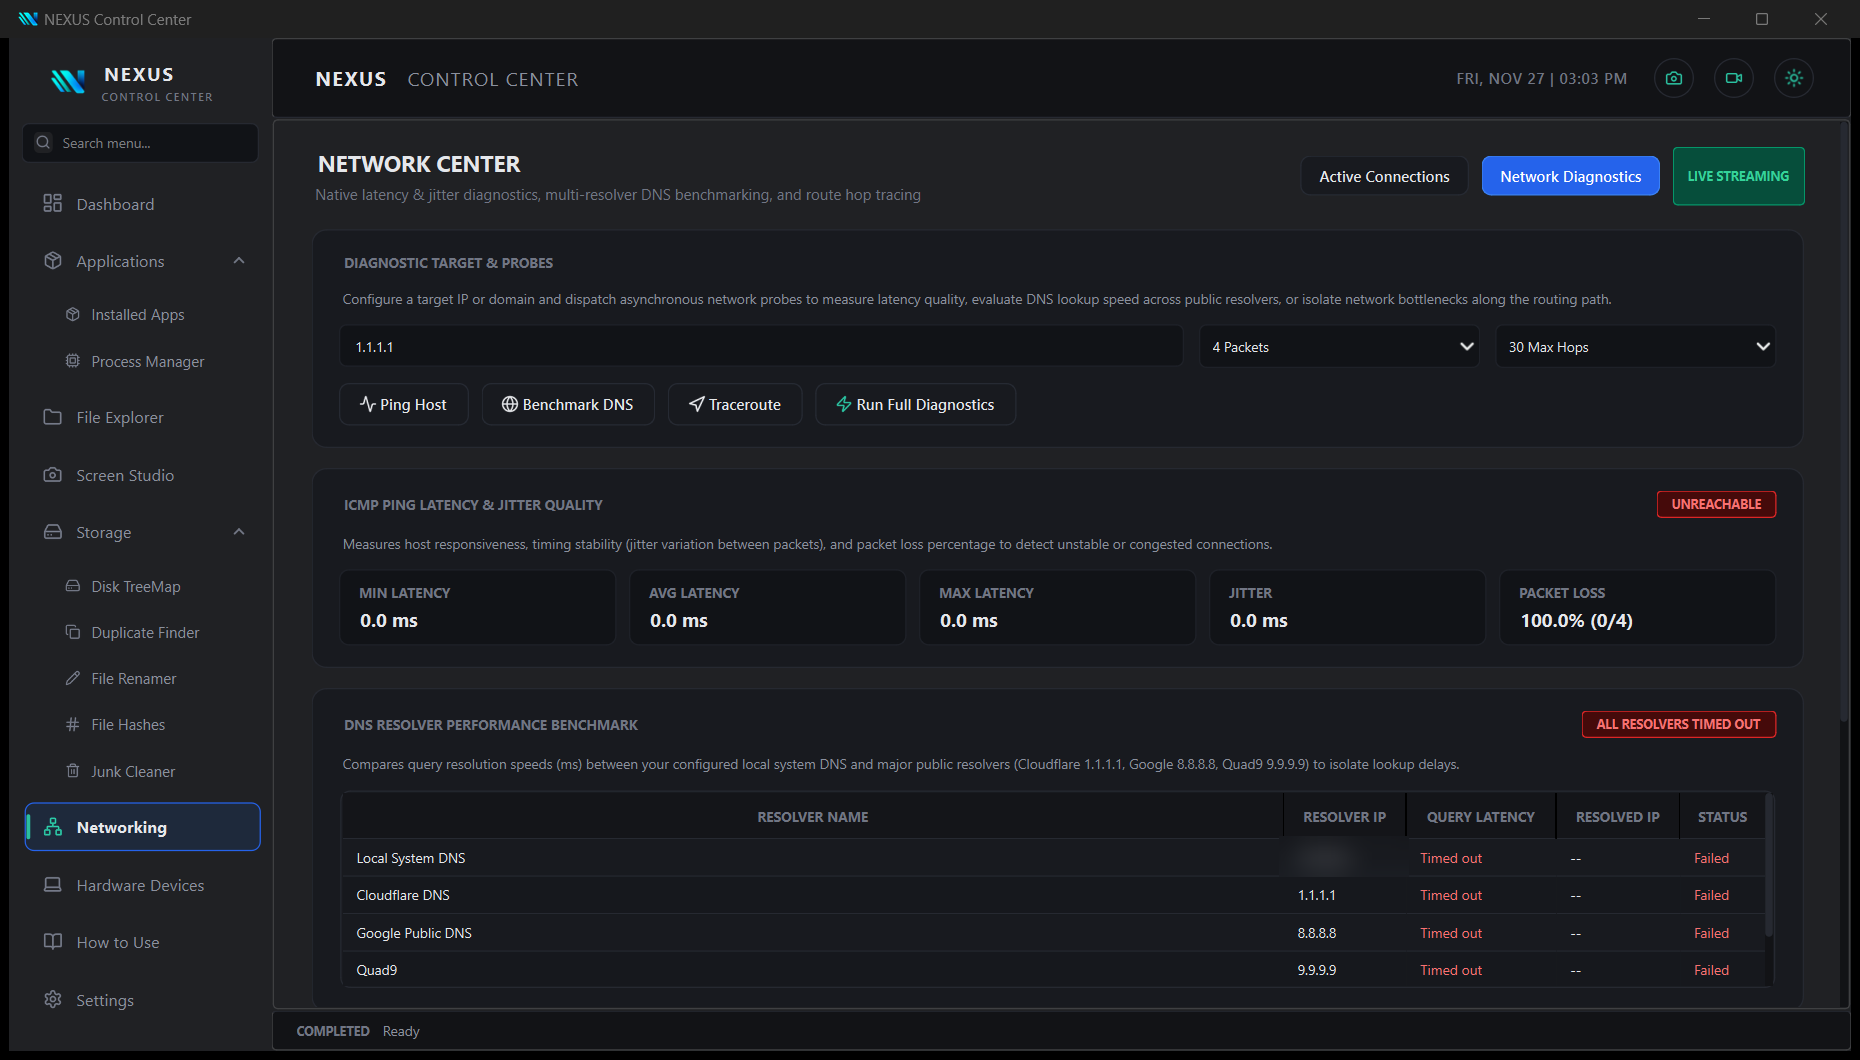 NEXUS Control Center
NEXUS
CONTROL CENTER
Search menu...
Dashboard
Applications
Installed Apps
Process Manager
File Explorer
Screen Studio
Storage
Disk TreeMap
Duplicate Finder
File Renamer
File Hashes
Junk Cleaner
Networking
Hardware Devices
How to Use
Settings
NEXUS CONTROL CENTER
FRI, NOV 27 | 03:03 PM
NETWORK CENTER
Native latency & jitter diagnostics, multi-resolver DNS benchmarking, and route hop tracing
Active Connections
Network Diagnostics
LIVE STREAMING
DIAGNOSTIC TARGET & PROBES
Configure a target IP or domain and dispatch asynchronous network probes to measure latency quality, evaluate DNS lookup speed across public resolvers, or isolate network bottlenecks along the routing path.
1.1.1.1
4 Packets
30 Max Hops
Ping Host
Benchmark DNS
Traceroute
Run Full Diagnostics
ICMP PING LATENCY & JITTER QUALITY
UNREACHABLE
Measures host responsiveness, timing stability (jitter variation between packets), and packet loss percentage to detect unstable or congested connections.
MIN LATENCY
0.0 ms
AVG LATENCY
0.0 ms
MAX LATENCY
0.0 ms
JITTER
0.0 ms
PACKET LOSS
100.0% (0/4)
DNS RESOLVER PERFORMANCE BENCHMARK
ALL RESOLVERS TIMED OUT
Compares query resolution speeds (ms) between your configured local system DNS and major public resolvers (Cloudflare 1.1.1.1, Google 8.8.8.8, Quad9 9.9.9.9) to isolate lookup delays.
RESOLVER NAME RESOLVER IP QUERY LATENCY RESOLVED IP STATUS
Local System DNS Timed out -- Failed
Cloudflare DNS 1.1.1.1 Timed out -- Failed
Google Public DNS 8.8.8.8 Timed out -- Failed
Quad9 9.9.9.9 Timed out -- Failed
COMPLETED Ready